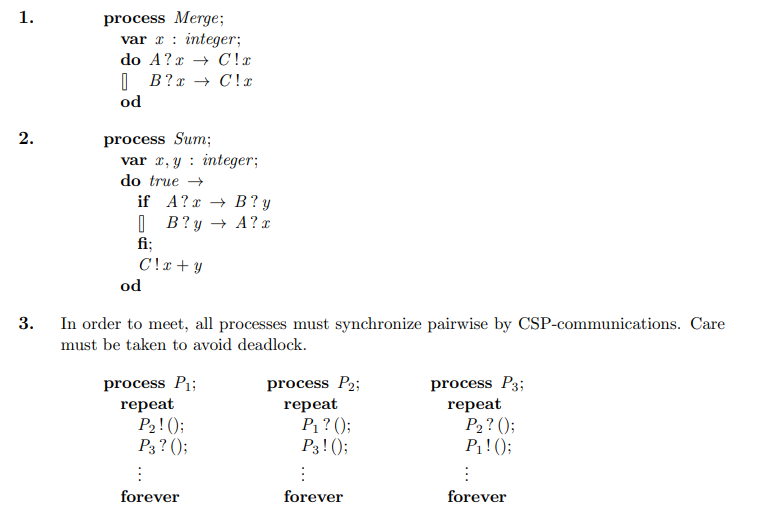 1. process Merge;
var x : integer;
do A?x → C!x
[] B?x → C!x
od
2. process Sum;
var x, y : integer;
do true →
if A?x → B?y
[] B?y → A?x
fi;
C!x + y
od
3. In order to meet, all processes must synchronize pairwise by CSP-communications. Care
must be taken to avoid deadlock.
process P₁; process P₂; process P₃;
repeat repeat repeat
P₂!(); P₁?(); P₂?();
P₃?(); P₃!(); P₁!();
⋮ ⋮ ⋮
forever forever forever